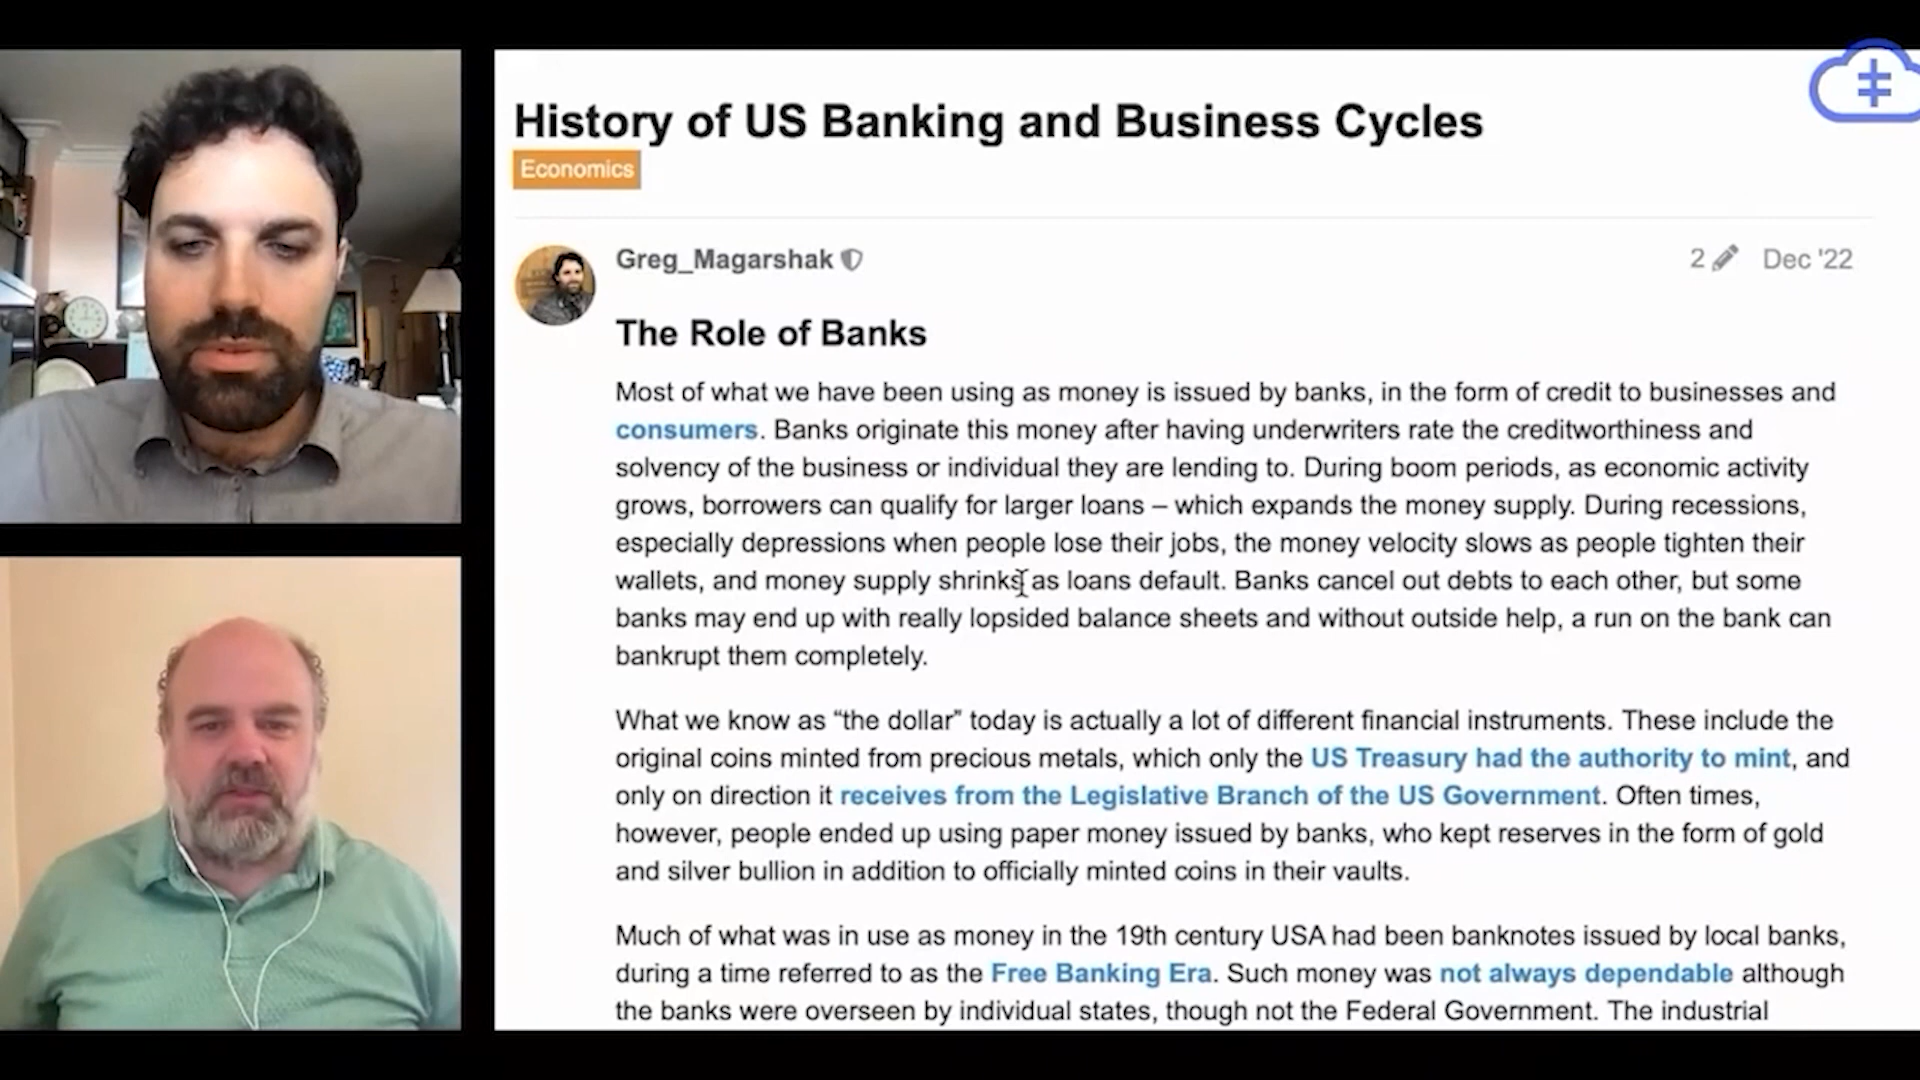 History of US Banking and Business Cycles
Economics
Greg_Magarshak
2
Dec '22
The Role of Banks
Most of what we have been using as money is issued by banks, in the form of credit to businesses and
consumers. Banks originate this money after having underwriters rate the creditworthiness and
solvency of the business or individual they are lending to. During boom periods, as economic activity
grows, borrowers can qualify for larger loans – which expands the money supply. During recessions,
especially depressions when people lose their jobs, the money velocity slows as people tighten their
wallets, and money supply shrinks as loans default. Banks cancel out debts to each other, but some
banks may end up with really lopsided balance sheets and without outside help, a run on the bank can
bankrupt them completely.
What we know as “the dollar” today is actually a lot of different financial instruments. These include the
original coins minted from precious metals, which only the US Treasury had the authority to mint, and
only on direction it receives from the Legislative Branch of the US Government. Often times,
however, people ended up using paper money issued by banks, who kept reserves in the form of gold
and silver bullion in addition to officially minted coins in their vaults.
Much of what was in use as money in the 19th century USA had been banknotes issued by local banks,
during a time referred to as the Free Banking Era. Such money was not always dependable although
the banks were overseen by individual states, though not the Federal Government. The industrial